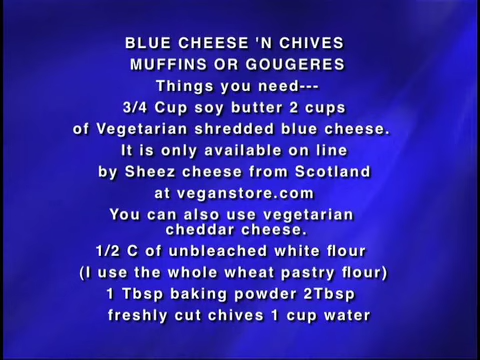 BLUE CHEESE 'N CHIVES
MUFFINS OR GOUGERES
Things you need---
3/4 Cup soy butter 2 cups
of Vegetarian shredded blue cheese.
It is only available on line
by Sheez cheese from Scotland
at veganstore.com
You can also use vegetarian
cheddar cheese.
1/2 C of unbleached white flour
(I use the whole wheat pastry flour)
1 Tbsp baking powder 2Tbsp
freshly cut chives 1 cup water